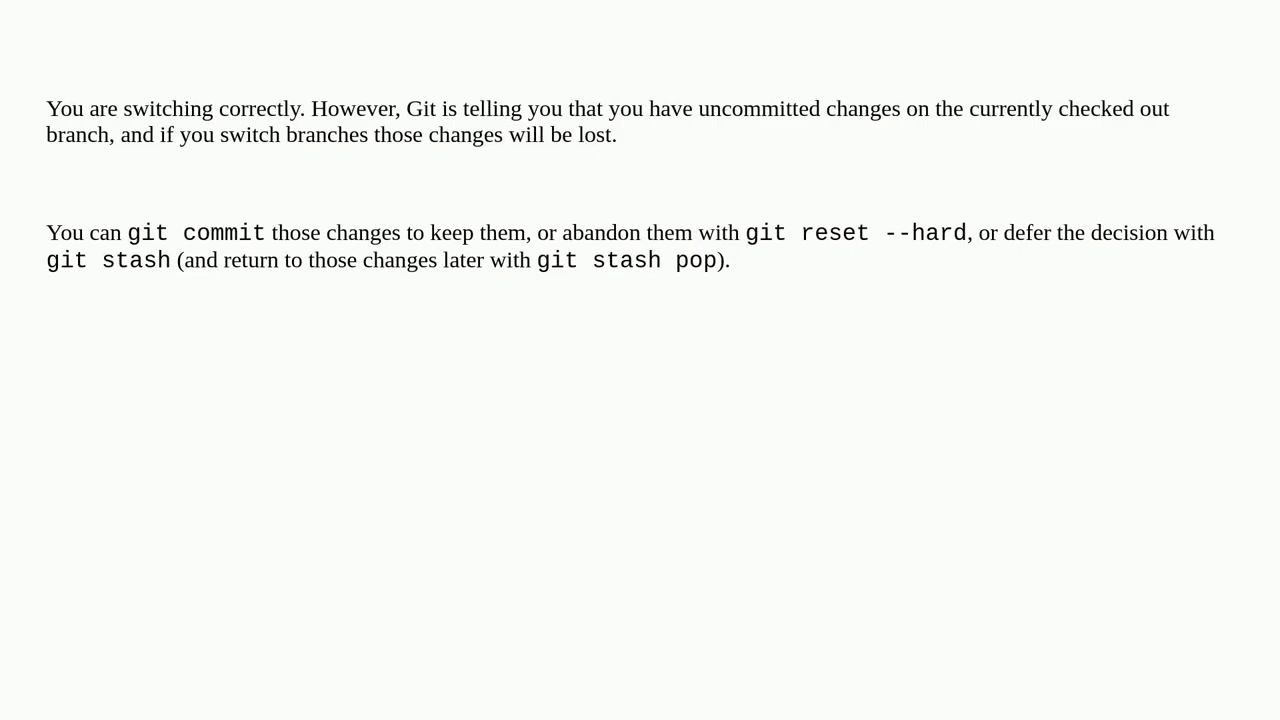 You are switching correctly. However, Git is telling you that you have uncommitted changes on the currently checked out
branch, and if you switch branches those changes will be lost.
You can git commit those changes to keep them, or abandon them with git reset --hard, or defer the decision with
git stash (and return to those changes later with git stash pop).